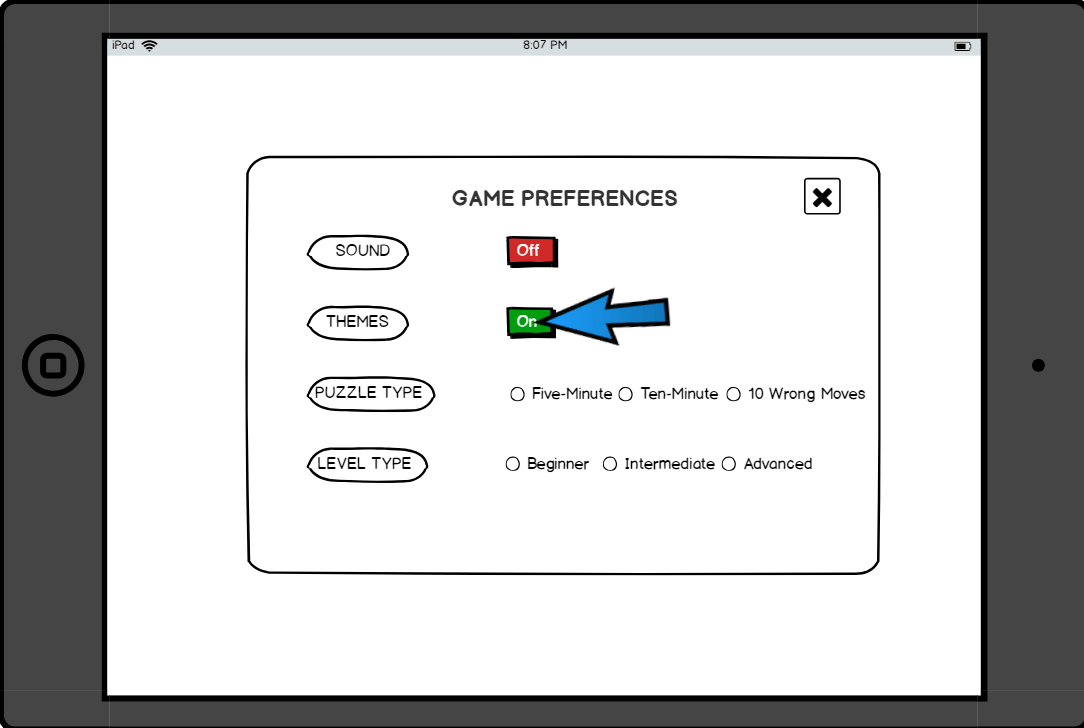 iPad 8:07 PM
GAME PREFERENCES
SOUND Off
THEMES On
PUZZLE TYPE Five-Minute Ten-Minute 10 Wrong Moves
LEVEL TYPE Beginner Intermediate Advanced